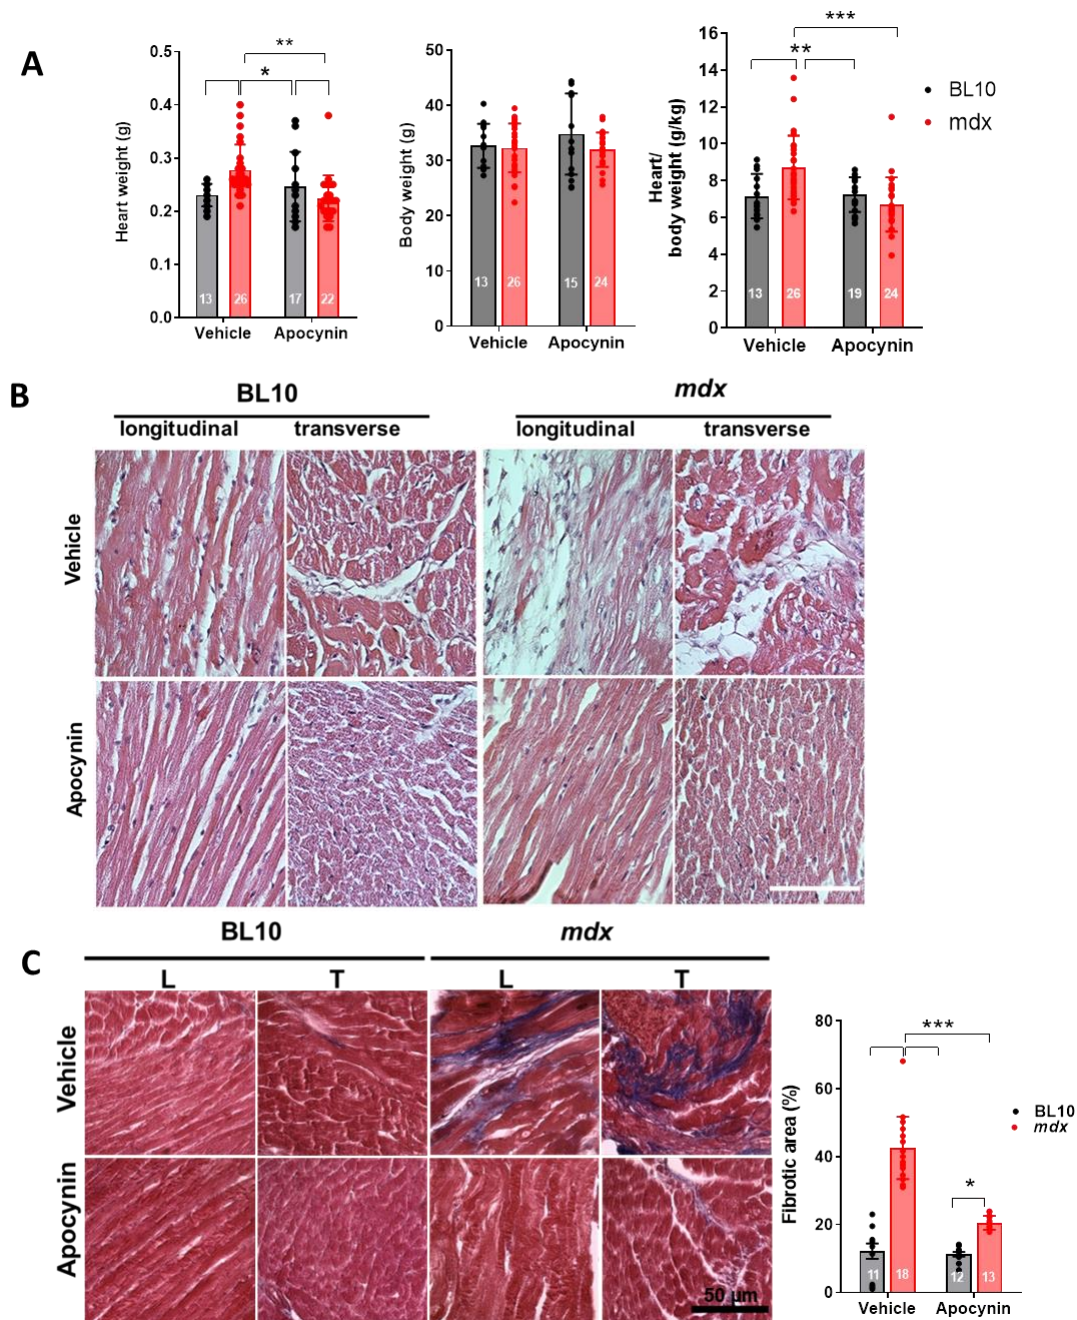 A
Heart weight (g)
0.5
0.4
0.3
0.2
0.1
0.0
**
*
13
26
17
22
Vehicle
Apocynin
Body weight (g)
50
40
30
20
10
0
13
26
15
24
Vehicle
Apocynin
Heart/
body weight (g/kg)
16
14
12
10
8
6
4
2
0
***
**
13
26
19
24
Vehicle
Apocynin
BL10
mdx
B
BL10
mdx
longitudinal
transverse
longitudinal
transverse
Vehicle
Apocynin
C
BL10
mdx
L
T
L
T
Vehicle
Apocynin
50 µm
Fibrotic area (%)
80
60
40
20
0
***
*
11
18
12
13
Vehicle
Apocynin
BL10
mdx